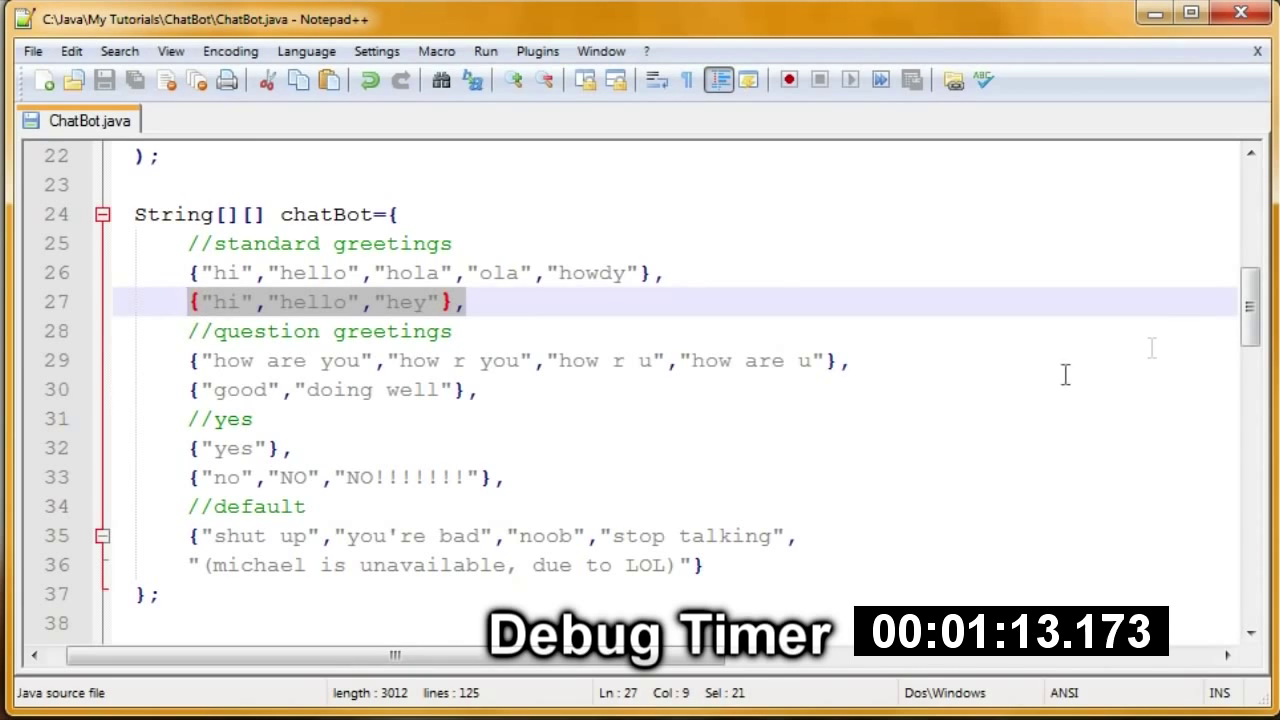 C:\Java\My Tutorials\ChatBot\ChatBot.java - Notepad++
File Edit Search View Encoding Language Settings Macro Run Plugins Window ? X
ABC
ChatBot.java
22 );
23
24 String[][] chatBot={
25 //standard greetings
26 {"hi","hello","hola","ola","howdy"},
27 {"hi","hello","hey"},
28 //question greetings
29 {"how are you","how r you","how r u","how are u"},
30 {"good","doing well"},
31 //yes
32 {"yes"},
33 {"no","NO","NO!!!!!!!"},
34 //default
35 {"shut up","you're bad","noob","stop talking",
36 "(michael is unavailable, due to LOL)"}
37 };
38
Debug Timer 00:01:13.173
Java source file length : 3012 lines : 125 Ln : 27 Col : 9 Sel : 21 Dos\Windows ANSI INS